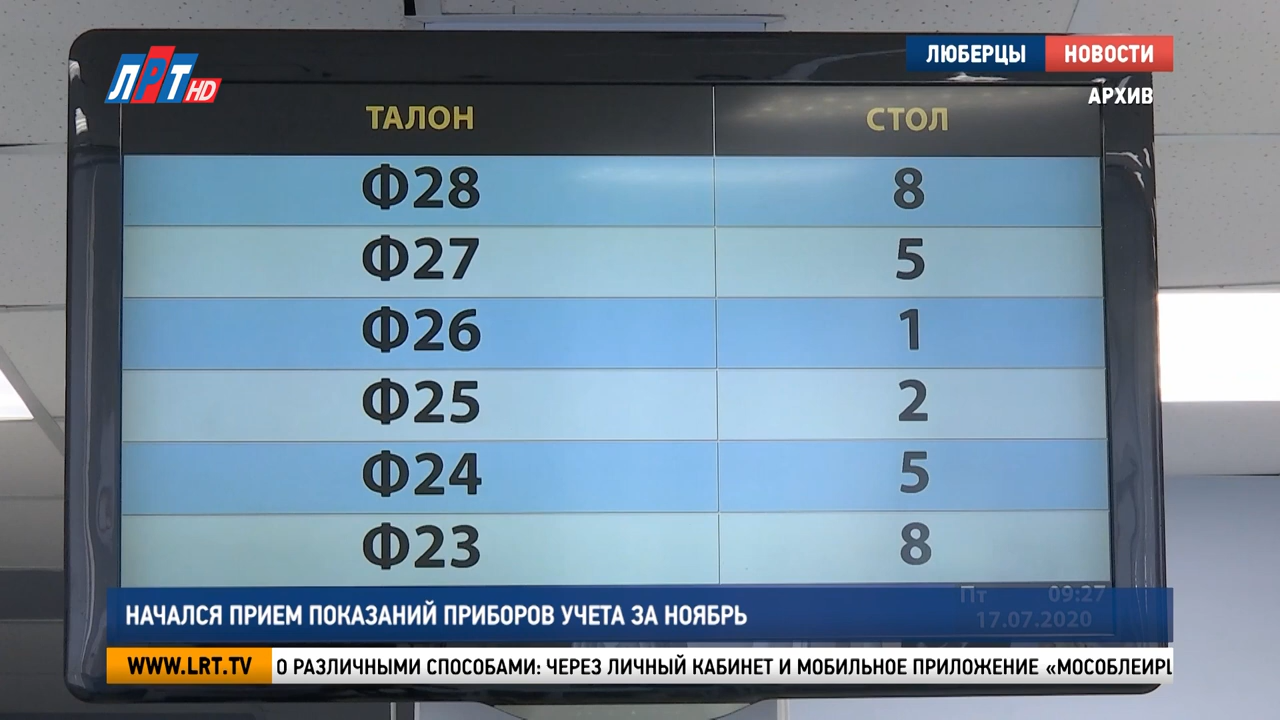 ЛРТ HD
ЛЮБЕРЦЫ НОВОСТИ
АРХИВ
ТАЛОН СТОЛ
Ф28 8
Ф27 5
Ф26 1
Ф25 2
Ф24 5
Ф23 8
Пт 09:27
17.07.2020
НАЧАЛСЯ ПРИЕМ ПОКАЗАНИЙ ПРИБОРОВ УЧЕТА ЗА НОЯБРЬ
WWW.LRT.TV О РАЗЛИЧНЫМИ СПОСОБАМИ: ЧЕРЕЗ ЛИЧНЫЙ КАБИНЕТ И МОБИЛЬНОЕ ПРИЛОЖЕНИЕ